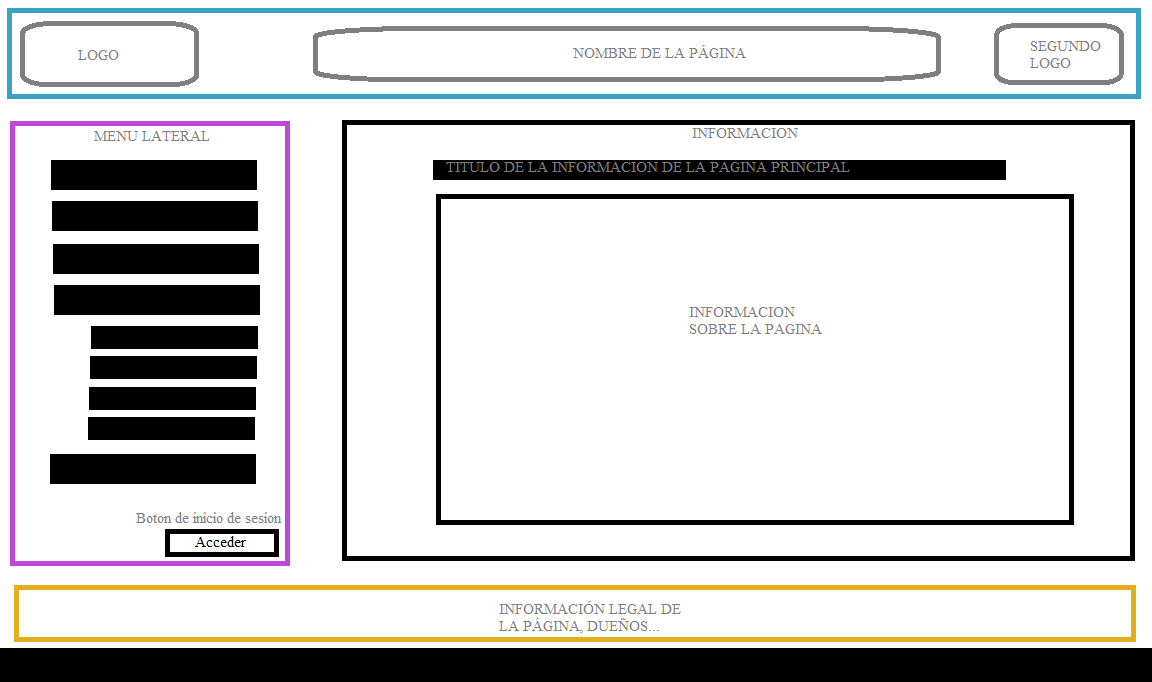 LOGO
NOMBRE DE LA PÁGINA
SEGUNDO
LOGO
MENU LATERAL
Boton de inicio de sesion
Acceder
INFORMACION
TITULO DE LA INFORMACION DE LA PAGINA PRINCIPAL
INFORMACION
SOBRE LA PAGINA
INFORMACIÓN LEGAL DE
LA PÁGINA, DUEÑOS...